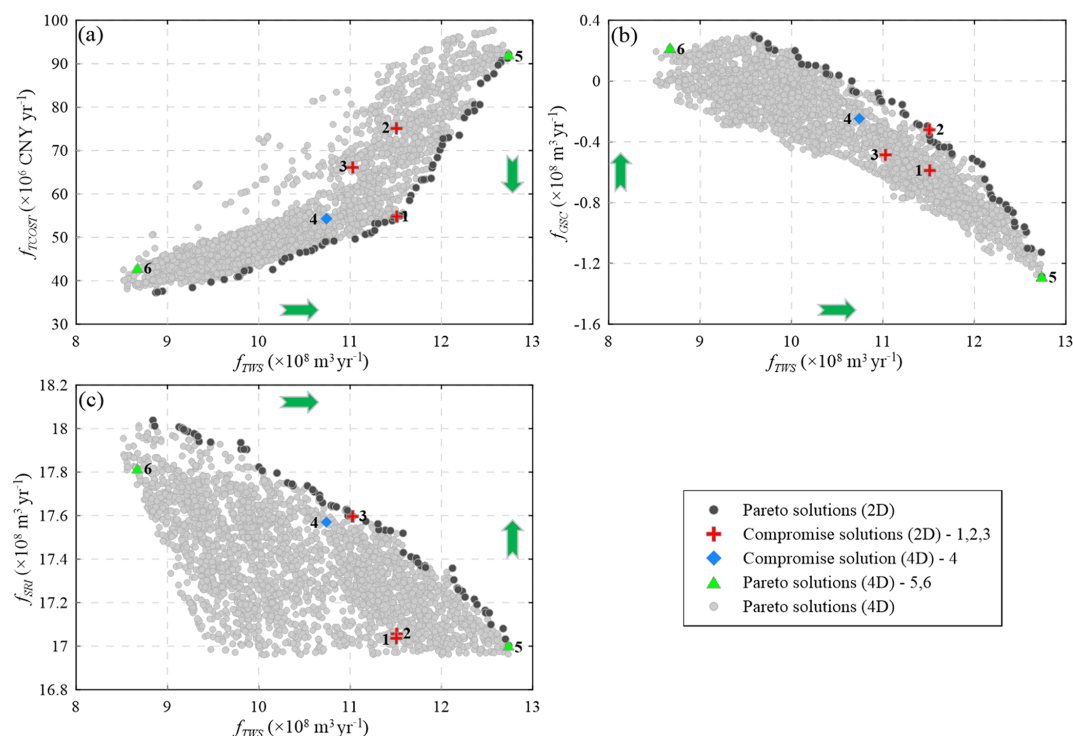 (a)
100
90
80
70
60
50
40
30
f_TCOST (×10^6 CNY yr^-1)
8 9 10 11 12 13
f_TWS (×10^8 m^3 yr^-1)
1
2
3
4
5
6
(b)
0.4
0
-0.4
-0.8
-1.2
-1.6
f_GSC (×10^8 m^3 yr^-1)
8 9 10 11 12 13
f_TWS (×10^8 m^3 yr^-1)
6
4
2
3
1
5
(c)
18.2
18
17.8
17.6
17.4
17.2
17
16.8
f_SRI (×10^8 m^3 yr^-1)
8 9 10 11 12 13
f_TWS (×10^8 m^3 yr^-1)
6
4
3
1
2
5
Pareto solutions (2D)
Compromise solutions (2D) - 1,2,3
Compromise solution (4D) - 4
Pareto solutions (4D) - 5,6
Pareto solutions (4D)